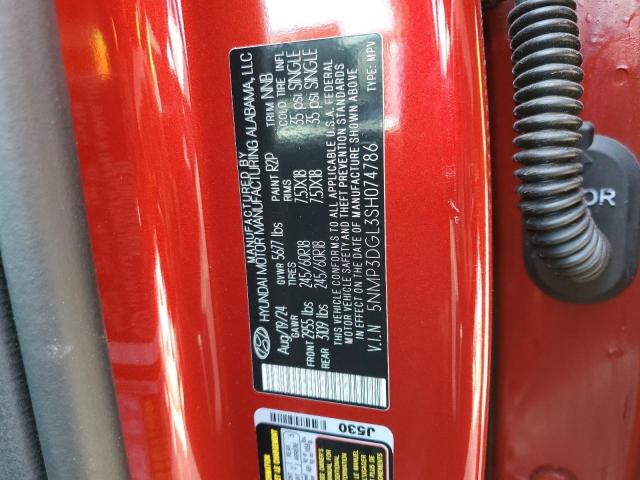 MANUFACTURED BY
HYUNDAI MOTOR MANUFACTURING ALABAMA, LLC
Aug/19/24 GVWR 5677 lbs PAINT R2P TRIM NNB
GAWR TIRES RIMS COLD TIRE INFL
FRONT 2955 lbs 245/60R18 7.5JX18 35 psi SINGLE
REAR 3109 lbs 245/60R18 7.5JX18 35 psi SINGLE
THIS VEHICLE CONFORMS TO ALL APPLICABLE U.S.A. FEDERAL
MOTOR VEHICLE SAFETY AND THEFT PREVENTION STANDARDS
IN EFFECT ON THE DATE OF MANUFACTURE SHOWN ABOVE
V.I.N 5NMP3DGL3SH074786 TYPE: MPV
J530
OR